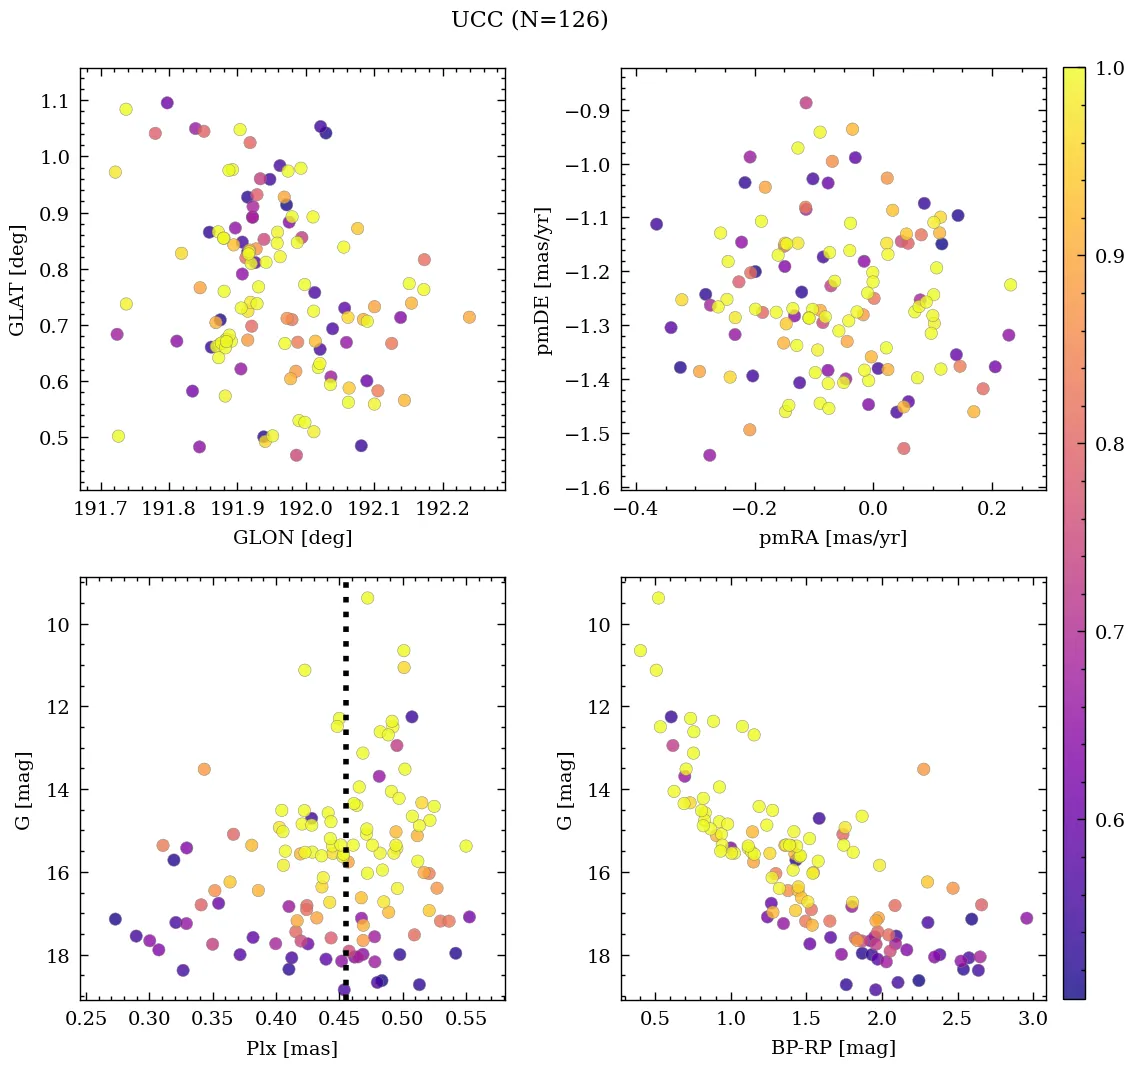 UCC (N=126)
1.1
1.0
0.9
0.8
0.7
0.6
0.5
GLAT [deg]
191.7 191.8 191.9 192.0 192.1 192.2
GLON [deg]
−0.9
−1.0
−1.1
−1.2
−1.3
−1.4
−1.5
−1.6
pmDE [mas/yr]
−0.4 −0.2 0.0 0.2
pmRA [mas/yr]
10
12
14
16
18
G [mag]
0.25 0.30 0.35 0.40 0.45 0.50 0.55
Plx [mas]
10
12
14
16
18
G [mag]
0.5 1.0 1.5 2.0 2.5 3.0
BP-RP [mag]
1.0
0.9
0.8
0.7
0.6